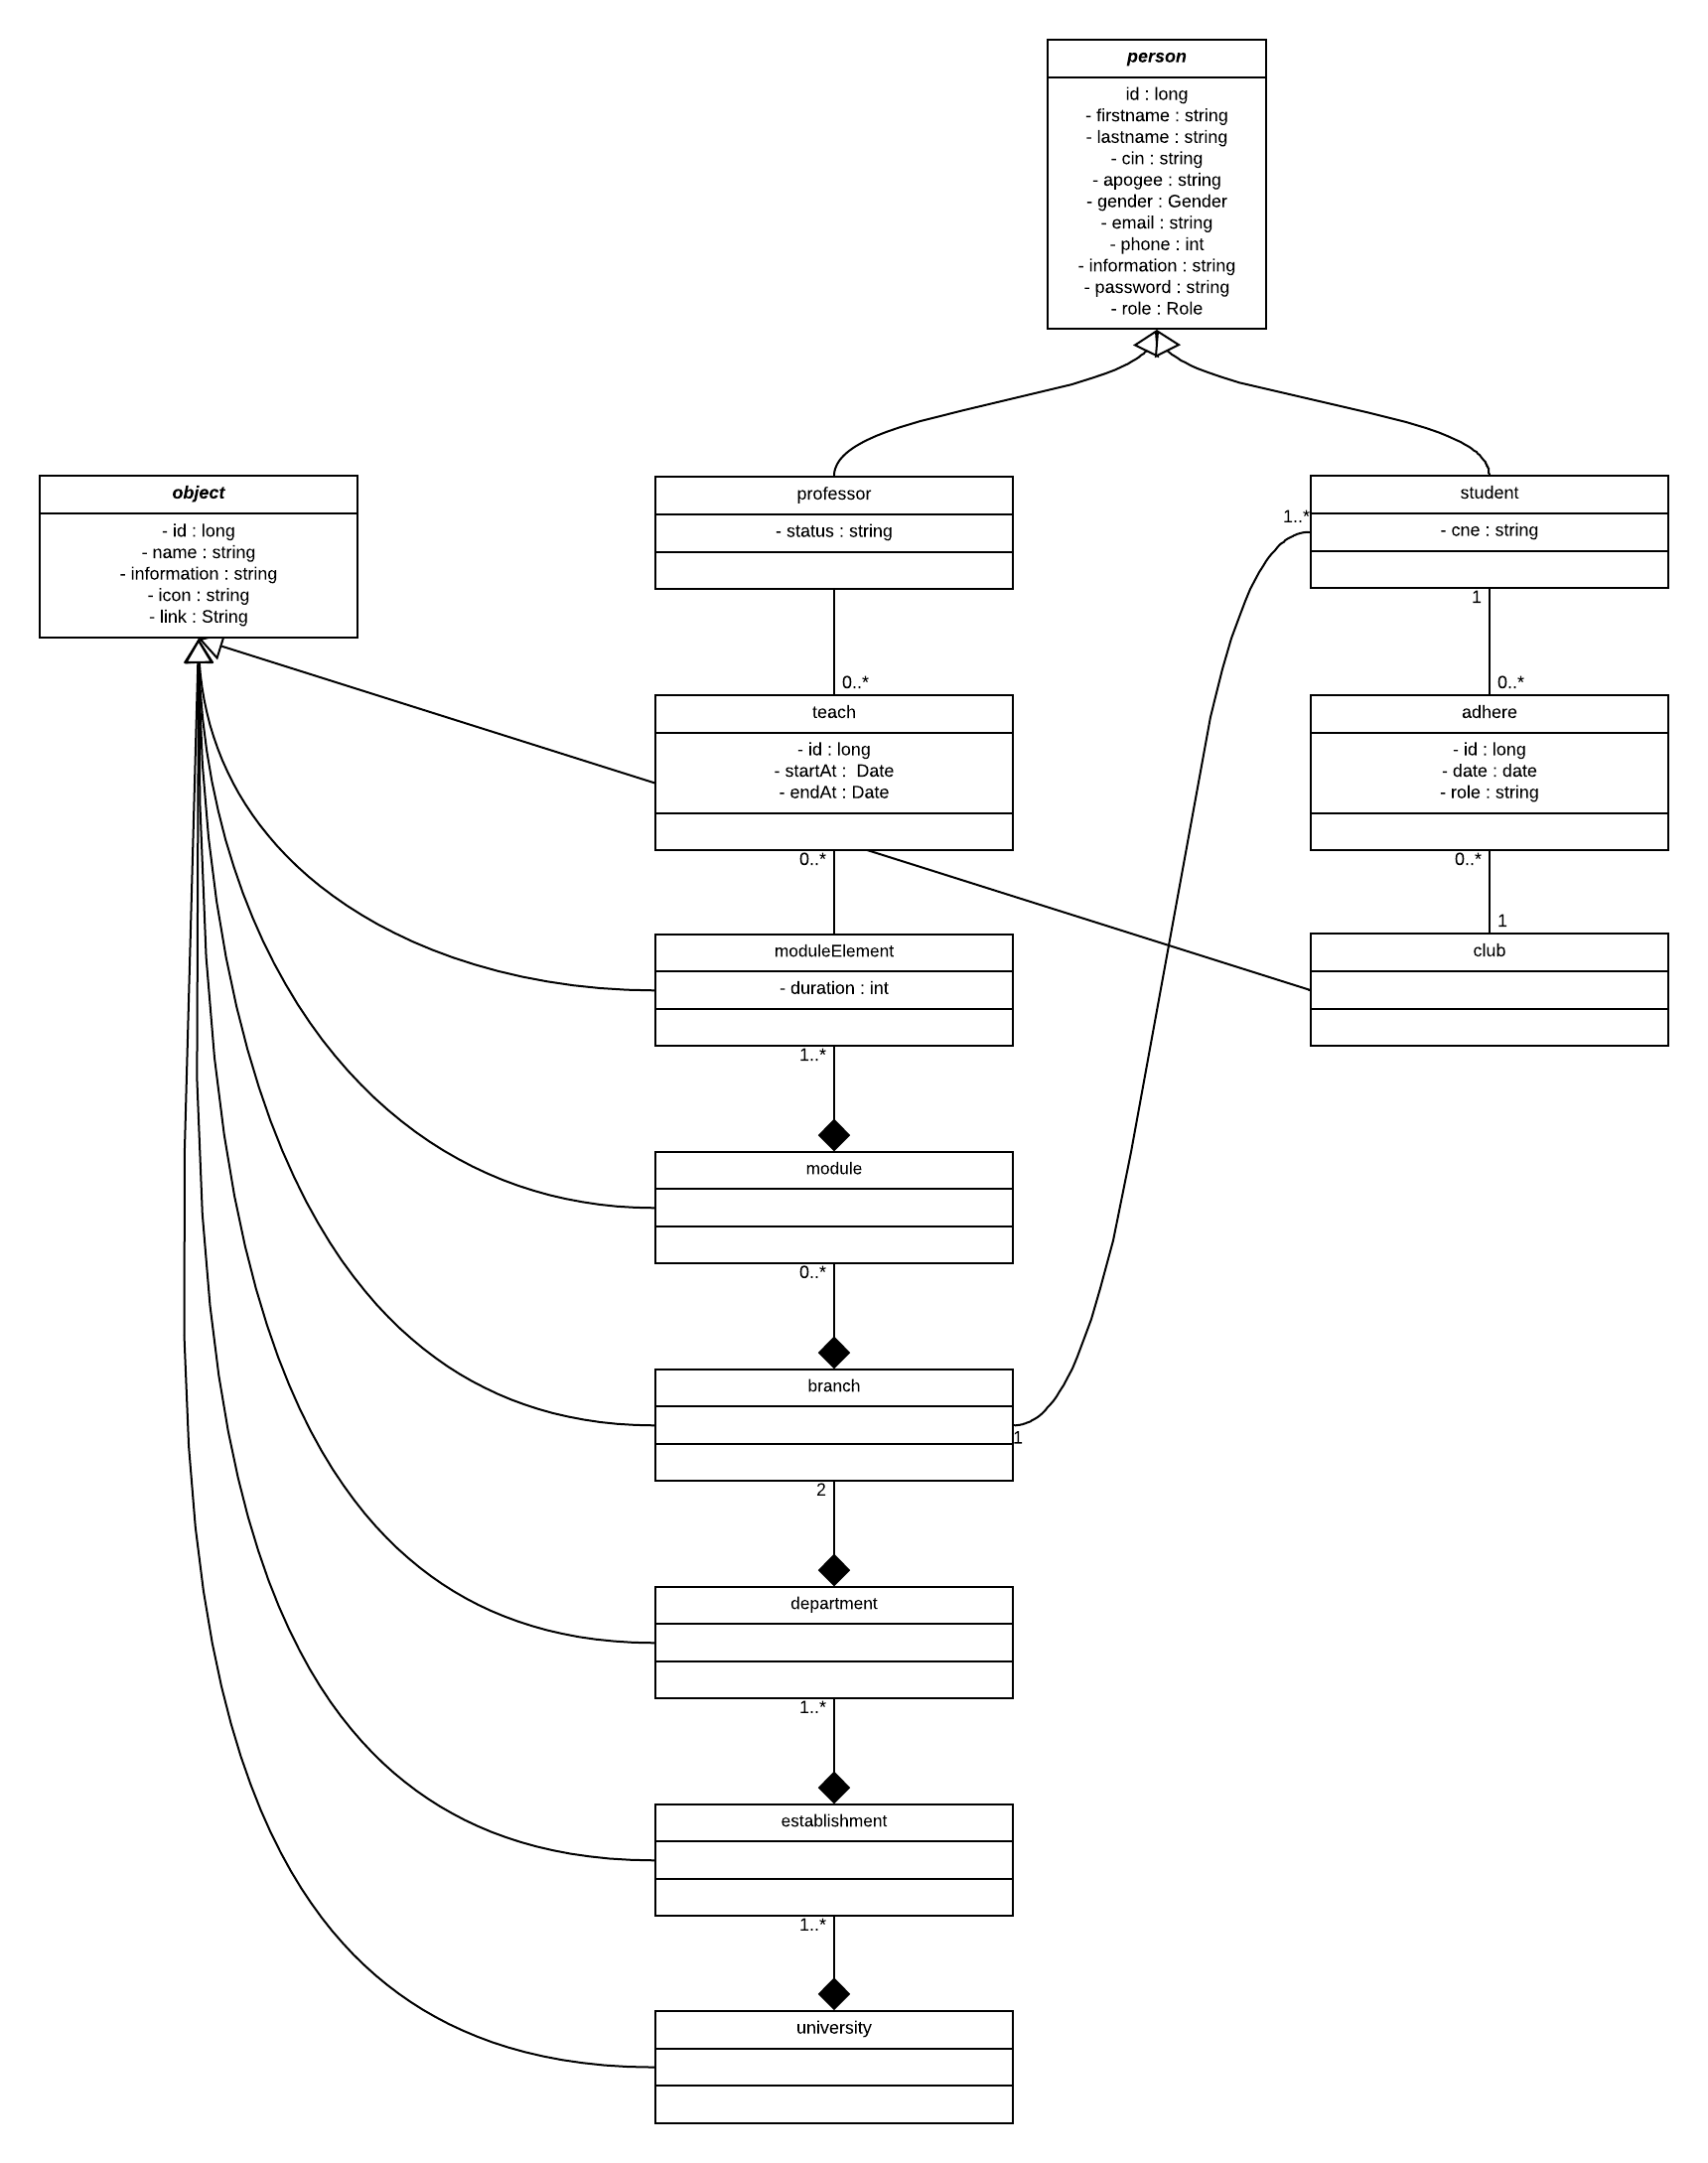 person
id : long
- firstname : string
- lastname : string
- cin : string
- apogee : string
- gender : Gender
- email : string
- phone : int
- information : string
- password : string
- role : Role
object
- id : long
- name : string
- information : string
- icon : string
- link : String
professor
- status : string
student
- cne : string
1..*
1
0..*
0..*
teach
- id : long
- startAt :  Date
- endAt : Date
adhere
- id : long
- date : date
- role : string
0..*
0..*
1
moduleElement
- duration : int
club
1..*
module
0..*
branch
1
2
department
1..*
establishment
1..*
university